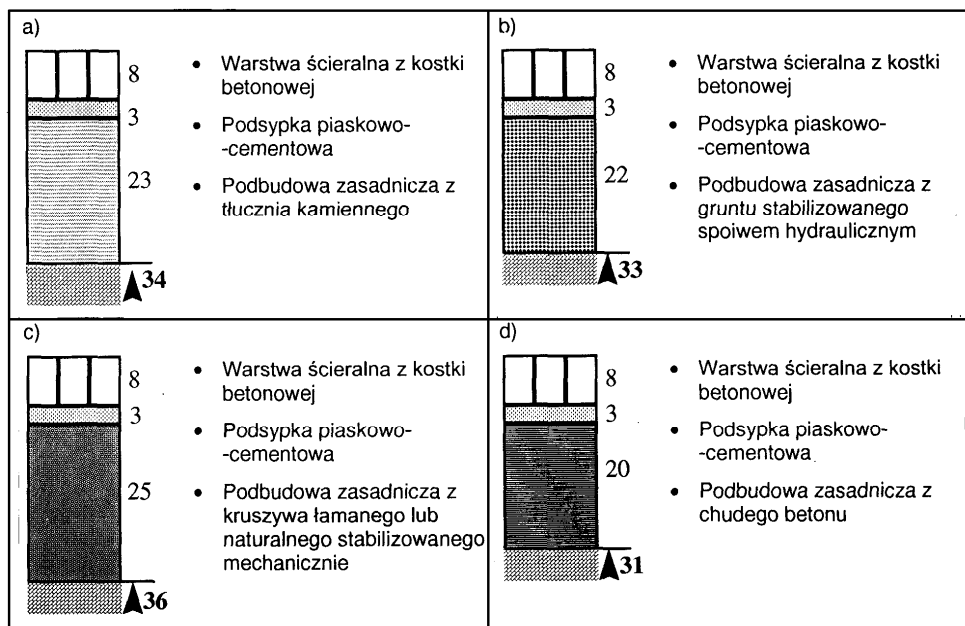 a)
8
3
23
34
• Warstwa ścieralna z kostki
betonowej
• Podsypka piaskowo-
-cementowa
• Podbudowa zasadnicza z
tłucznia kamiennego
b)
8
3
22
33
• Warstwa ścieralna z kostki
betonowej
• Podsypka piaskowo-
-cementowa
• Podbudowa zasadnicza z
gruntu stabilizowanego
spoiwem hydraulicznym
c)
8
3
25
36
• Warstwa ścieralna z kostki
betonowej
• Podsypka piaskowo-
-cementowa
• Podbudowa zasadnicza z
kruszywa łamanego lub
naturalnego stabilizowanego
mechanicznie
d)
8
3
20
31
• Warstwa ścieralna z kostki
betonowej
• Podsypka piaskowo-
-cementowa
• Podbudowa zasadnicza z
chudego betonu